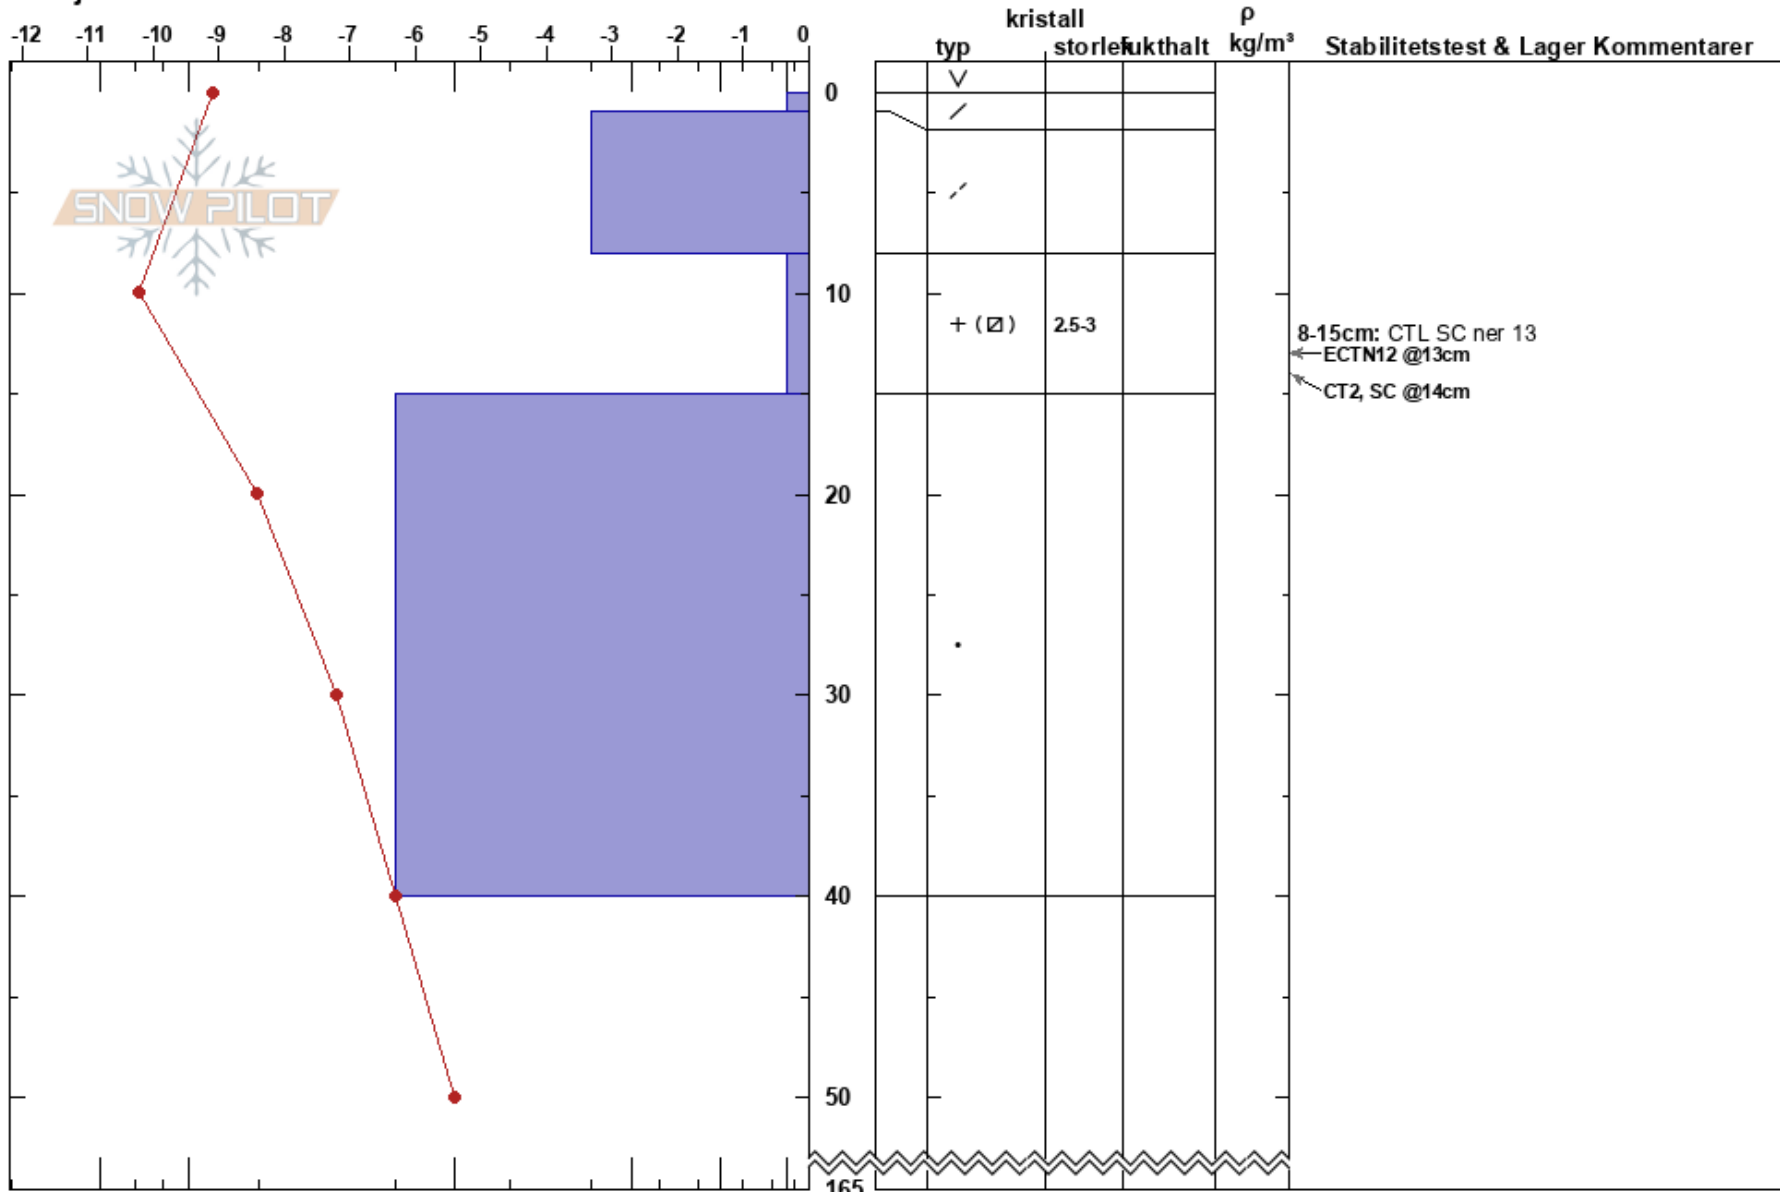 kristall ρ
typ storlek fukthalt kg/m³ Stabilitetstest & Lager Kommentarer
-12 -11 -10 -9 -8 -7 -6 -5 -4 -3 -2 -1 0
0
SNOW PILOT
10
+ (⧄) 2.5-3
8-15cm: CTL SC ner 13
ECTN12 @13cm
CT2, SC @14cm
20
30
40
50
165